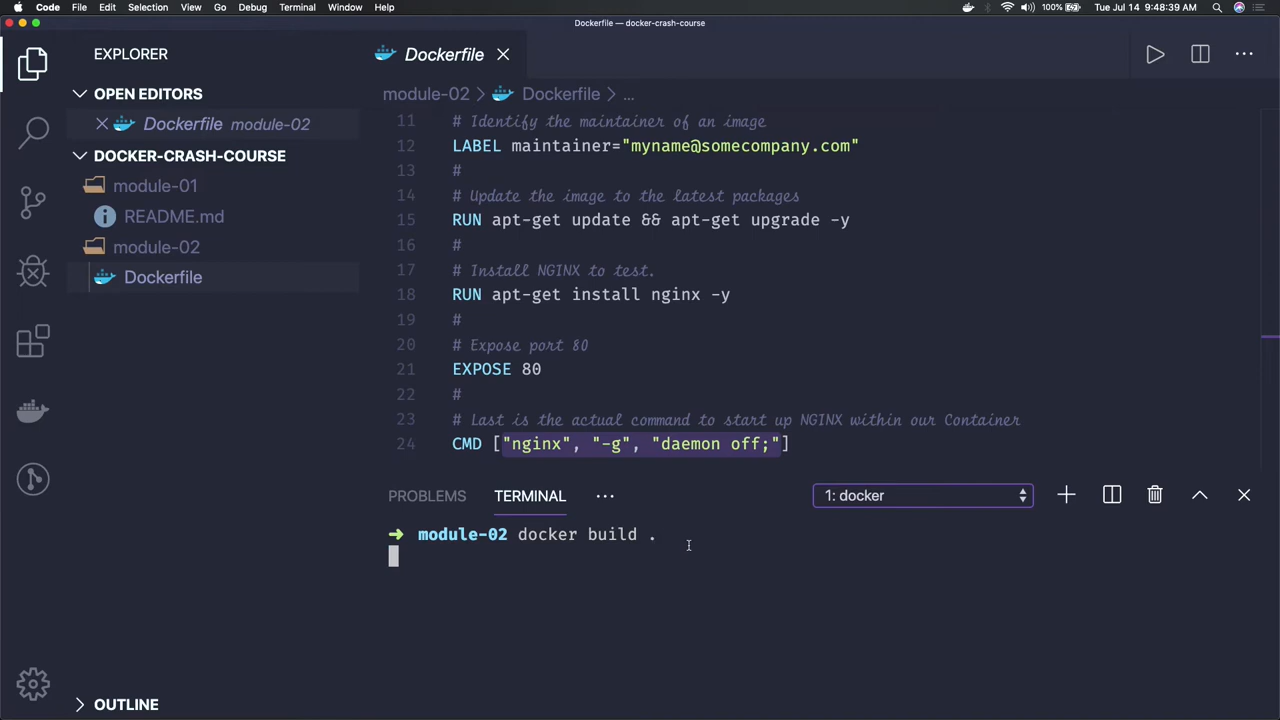 Code File Edit Selection View Go Debug Terminal Window Help 100% Tue Jul 14 9:48:39 AM
Dockerfile — docker-crash-course
EXPLORER
OPEN EDITORS
Dockerfile module-02
DOCKER-CRASH-COURSE
module-01
README.md
module-02
Dockerfile
OUTLINE
Dockerfile
module-02 > Dockerfile > ...
11 # Identify the maintainer of an image
12 LABEL maintainer="myname@somecompany.com"
13 #
14 # Update the image to the latest packages
15 RUN apt-get update && apt-get upgrade -y
16 #
17 # Install NGINX to test.
18 RUN apt-get install nginx -y
19 #
20 # Expose port 80
21 EXPOSE 80
22 #
23 # Last is the actual command to start up NGINX within our Container
24 CMD ["nginx", "-g", "daemon off;"]
PROBLEMS TERMINAL ... 1: docker
➜ module-02 docker build .